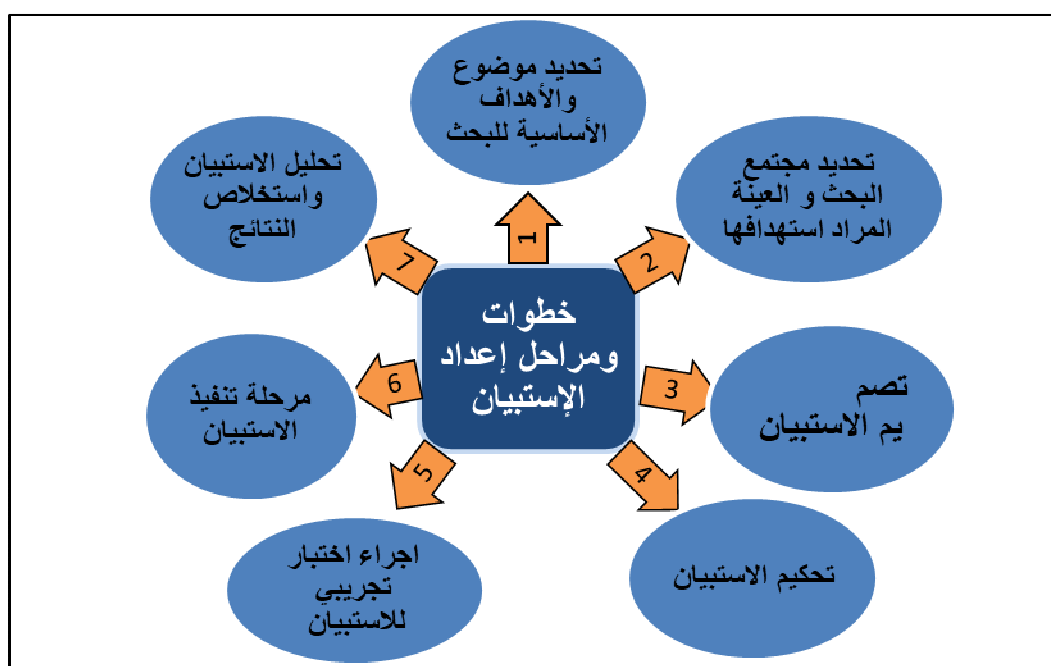 خطوات
ومراحل إعداد
الإستبيان
1
تحديد موضوع
والأهداف
الأساسية للبحث
2
تحديد مجتمع
البحث و العينة
المراد استهدافها
3
تصم
يم الاستبيان
4
تحكيم الاستبيان
5
اجراء اختبار
تجريبي
للاستبيان
6
مرحلة تنفيذ
الاستبيان
7
تحليل الاستبيان
واستخلاص
النتائج